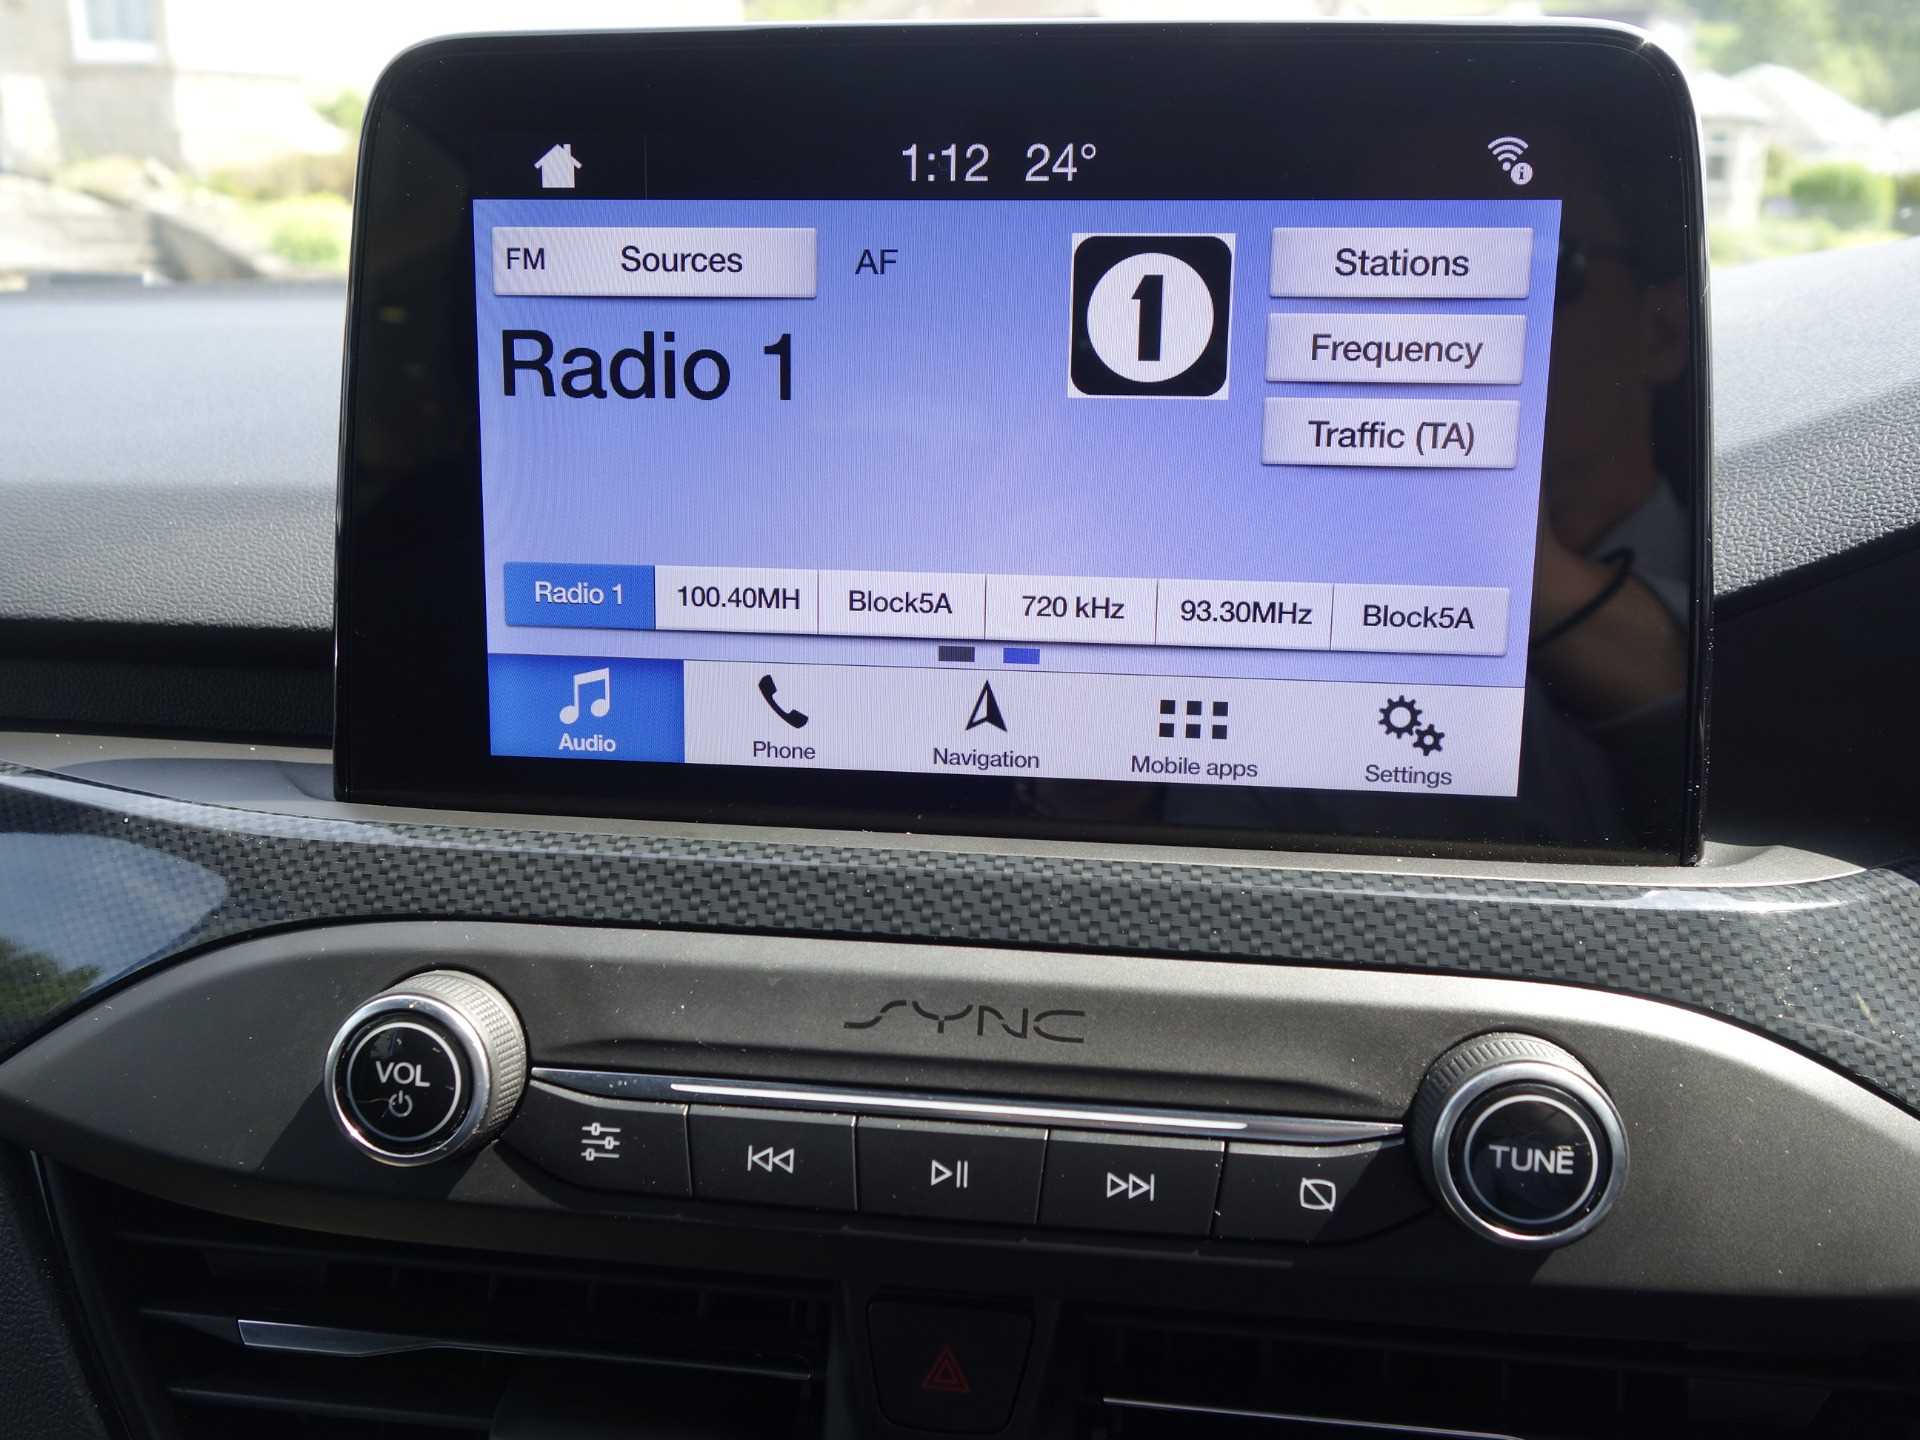 1:12 24°
FM Sources
AF
1
Stations
Radio 1
Frequency
Traffic (TA)
Radio 1
100.40MH
Block5A
720 kHz
93.30MHz
Block5A
Audio
Phone
Navigation
Mobile apps
Settings
SYNC
VOL
TUNE